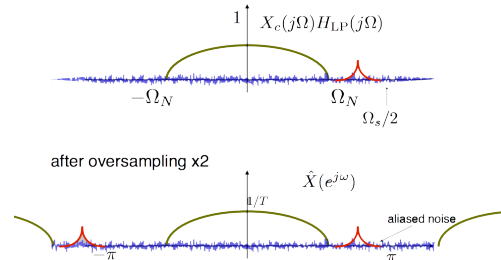 1 X_c(jΩ)H_LP(jΩ)
−Ω_N Ω_N
Ω_s/2
after oversampling x2
1/T X̂(e^{jω})
aliased noise
−π π